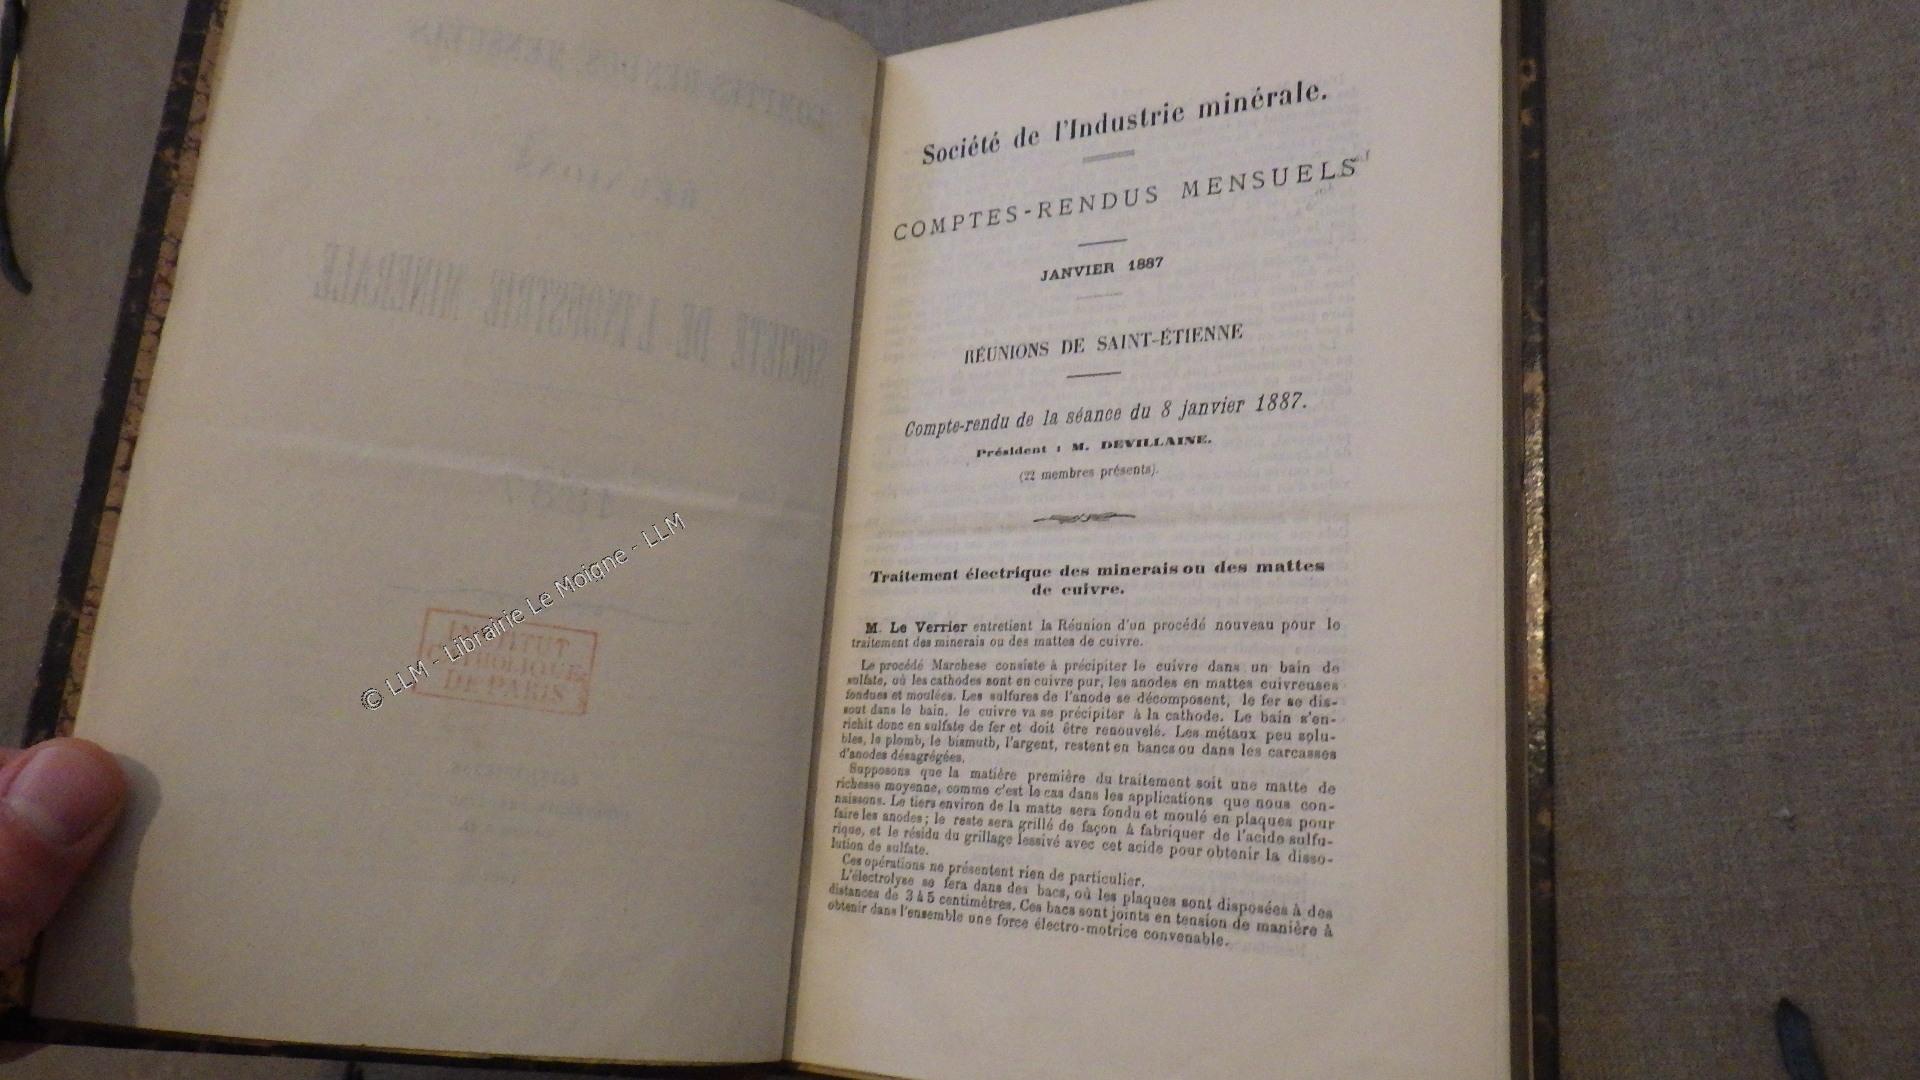 © LLM - Librairie Le Moigne - LLM
INSTITUT
CATHOLIQUE
DE PARIS
Société de l'Industrie minérale.
COMPTES-RENDUS MENSUELS
JANVIER 1887
RÉUNIONS DE SAINT-ÉTIENNE
Compte-rendu de la séance du 8 janvier 1887.
Président : M. DEVILLAINE.
(22 membres présents).
Traitement électrique des minerais ou des mattes
de cuivre.
M. Le Verrier entretient la Réunion d'un procédé nouveau pour le
traitement des minerais ou des mattes de cuivre.
Le procédé Marchese consiste à précipiter le cuivre dans un bain de
sulfate, où les cathodes sont en cuivre pur, les anodes en mattes cuivreuses
fondues et moulées. Les sulfures de l'anode se décomposent, le fer se dis-
sout dans le bain, le cuivre va se précipiter à la cathode. Le bain s'en-
richit donc en sulfate de fer et doit être renouvelé. Les métaux peu solu-
bles, le plomb, le bismuth, l'argent, restent en bancs ou dans les carcasses
d'anodes désagrégées.
Supposons que la matière première du traitement soit une matte de
richesse moyenne, comme c'est le cas dans les applications que nous con-
naissons. Le tiers environ de la matte sera fondu et moulé en plaques pour
faire les anodes ; le reste sera grillé de façon à fabriquer de l'acide sulfu-
rique, et le résidu du grillage lessivé avec cet acide pour obtenir la disso-
lution de sulfate.
Ces opérations ne présentent rien de particulier.
L'électrolyse se fera dans des bacs, où les plaques sont disposées à des
distances de 3 à 5 centimètres. Ces bacs sont joints en tension de manière à
obtenir dans l'ensemble une force électro-motrice convenable.